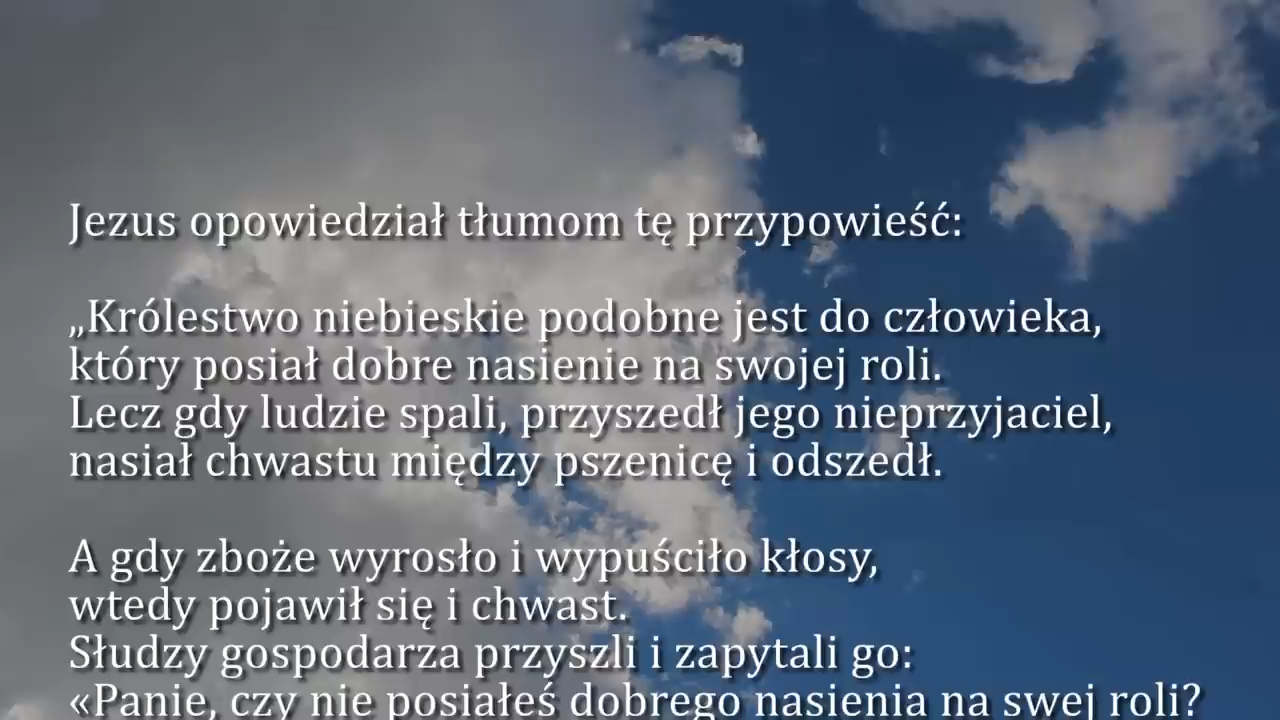 Jezus opowiedział tłumom tę przypowieść:
„Królestwo niebieskie podobne jest do człowieka,
który posiał dobre nasienie na swojej roli.
Lecz gdy ludzie spali, przyszedł jego nieprzyjaciel,
nasiał chwastu między pszenicę i odszedł.
A gdy zboże wyrosło i wypuściło kłosy,
wtedy pojawił się i chwast.
Słudzy gospodarza przyszli i zapytali go:
«Panie, czy nie posiałeś dobrego nasienia na swej roli?